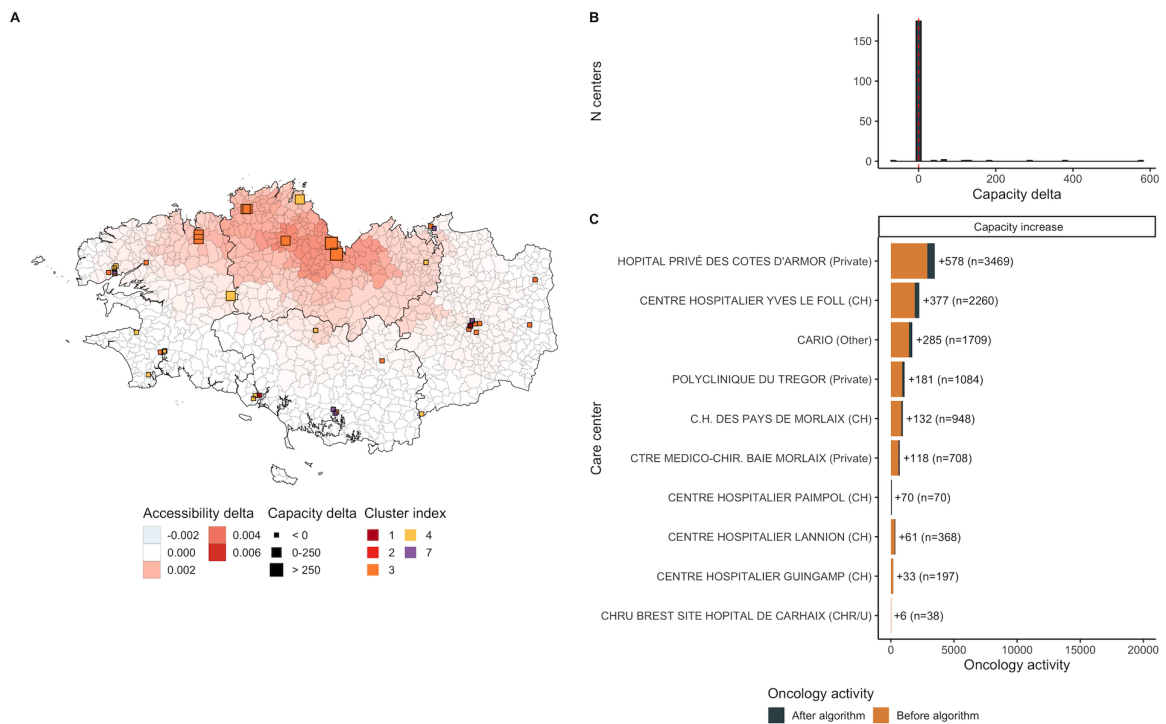 A
Accessibility delta
-0.002
0.000
0.002
0.004
0.006
Capacity delta
< 0
0-250
> 250
Cluster index
1
2
3
4
7
B
N centers
150
100
50
0
0
200
400
600
Capacity delta
C
Capacity increase
Care center
HOPITAL PRIVÉ DES COTES D'ARMOR (Private)
+578 (n=3469)
CENTRE HOSPITALIER YVES LE FOLL (CH)
+377 (n=2260)
CARIO (Other)
+285 (n=1709)
POLYCLINIQUE DU TREGOR (Private)
+181 (n=1084)
C.H. DES PAYS DE MORLAIX (CH)
+132 (n=948)
CTRE MEDICO-CHIR. BAIE MORLAIX (Private)
+118 (n=708)
CENTRE HOSPITALIER PAIMPOL (CH)
+70 (n=70)
CENTRE HOSPITALIER LANNION (CH)
+61 (n=368)
CENTRE HOSPITALIER GUINGAMP (CH)
+33 (n=197)
CHRU BREST SITE HOPITAL DE CARHAIX (CHR/U)
+6 (n=38)
0
5000
10000
15000
20000
Oncology activity
Oncology activity
After algorithm
Before algorithm